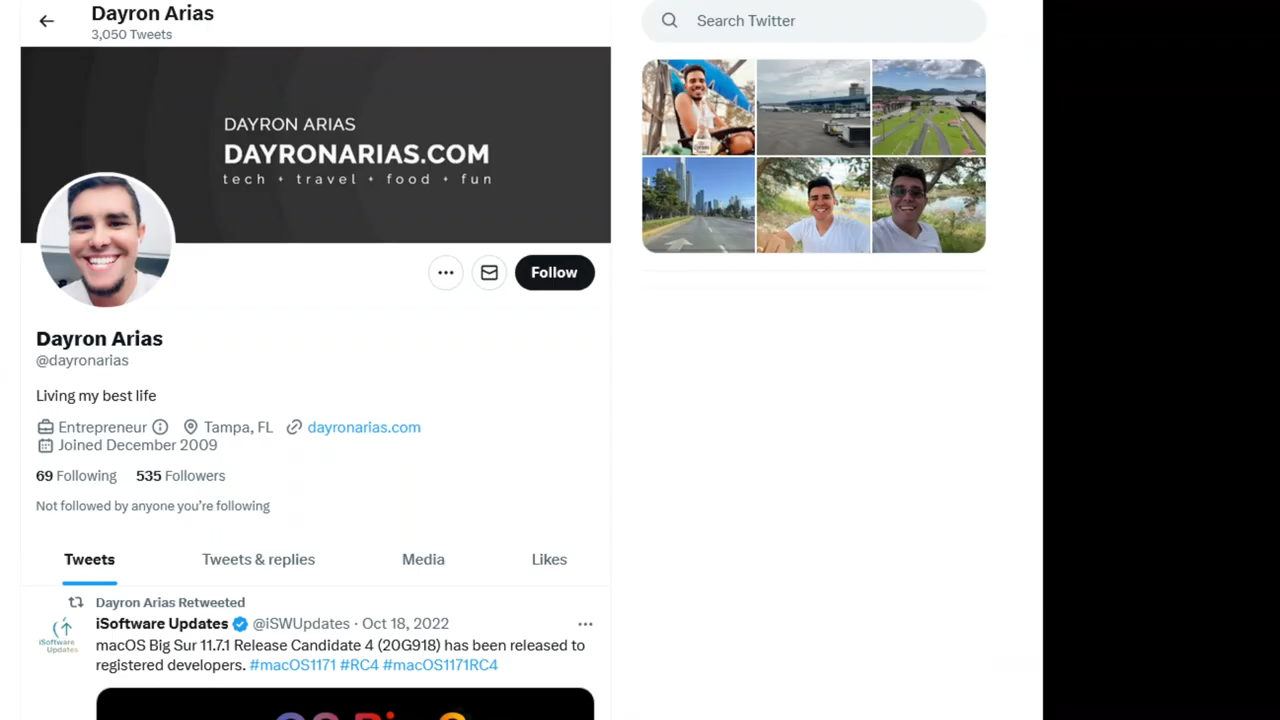 Dayron Arias
3,050 Tweets
Search Twitter
DAYRON ARIAS
DAYRONARIAS.COM
tech + travel + food + fun
Follow
Dayron Arias
@dayronarias
Living my best life
Entrepreneur Tampa, FL dayronarias.com
Joined December 2009
69 Following 535 Followers
Not followed by anyone you’re following
Tweets Tweets & replies Media Likes
Dayron Arias Retweeted
iSoftware Updates @iSWUpdates · Oct 18, 2022
iSoftware
Updates
macOS Big Sur 11.7.1 Release Candidate 4 (20G918) has been released to
registered developers. #macOS1171 #RC4 #macOS1171RC4